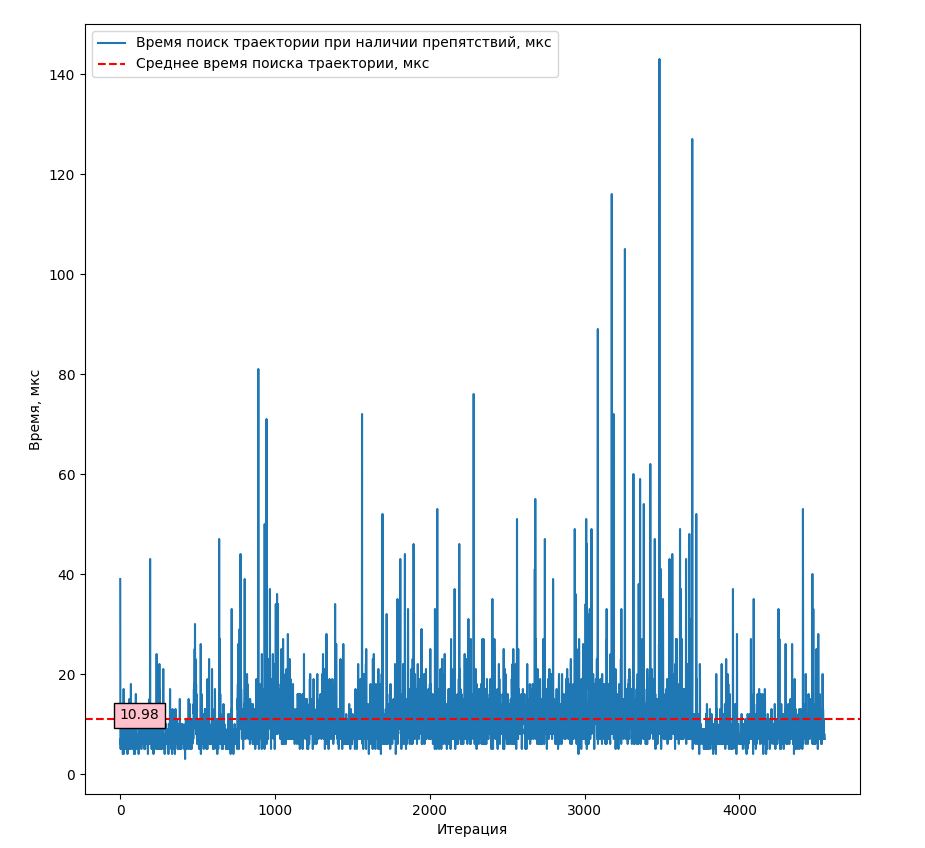 Время поиск траектории при наличии препятствий, мкс
Среднее время поиска траектории, мкс
140
120
100
80
60
40
20
0
Время, мкс
10.98
0 1000 2000 3000 4000
Итерация